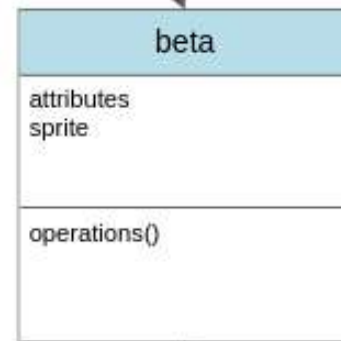 beta
attributes
sprite
operations()